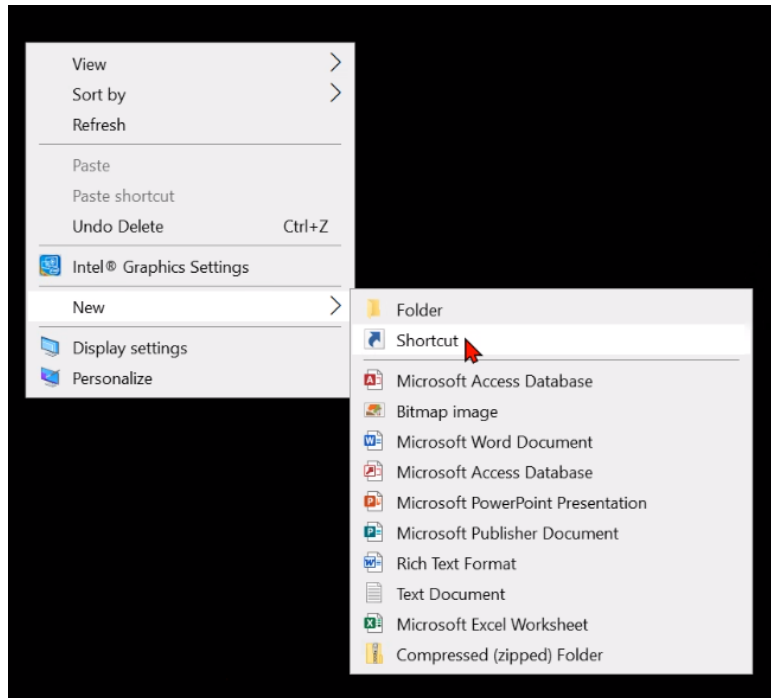 View
Sort by
Refresh
Paste
Paste shortcut
Undo Delete Ctrl+Z
Intel® Graphics Settings
New
Display settings
Personalize
Folder
Shortcut
Microsoft Access Database
Bitmap image
Microsoft Word Document
Microsoft Access Database
Microsoft PowerPoint Presentation
Microsoft Publisher Document
Rich Text Format
Text Document
Microsoft Excel Worksheet
Compressed (zipped) Folder